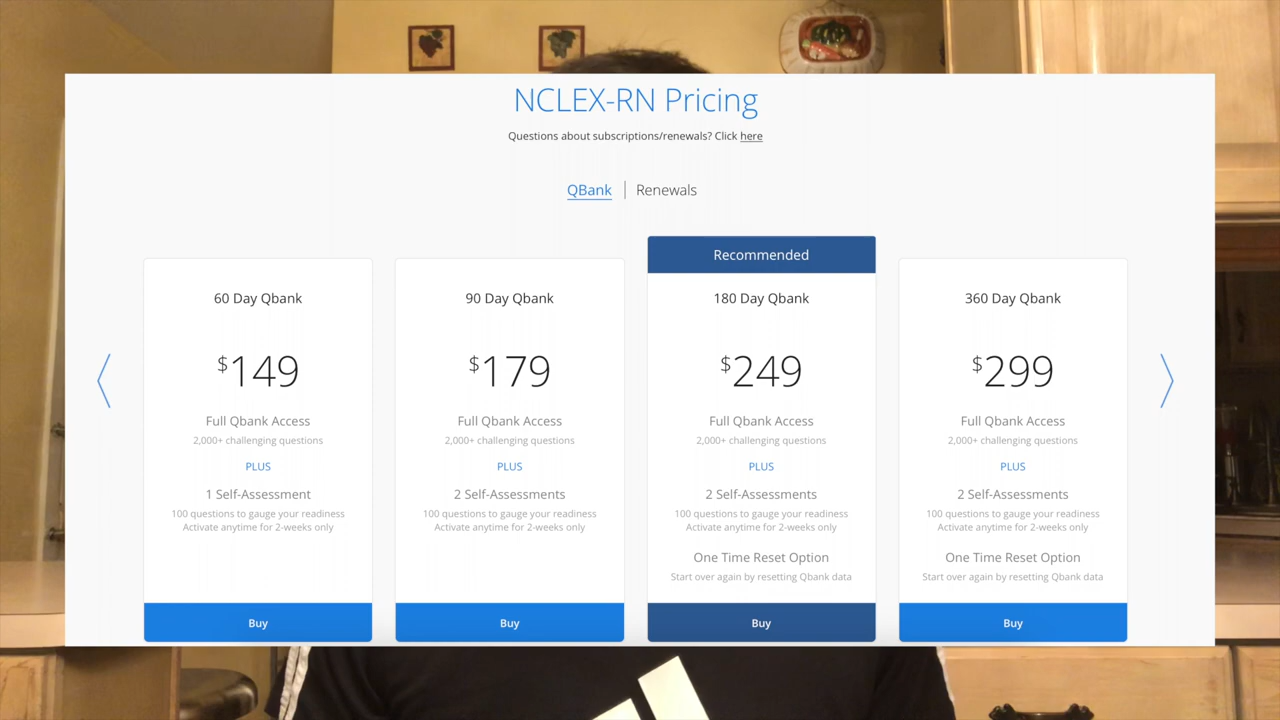 NCLEX-RN Pricing
Questions about subscriptions/renewals? Click here
QBank | Renewals
60 Day Qbank
$149
Full Qbank Access
2,000+ challenging questions
PLUS
1 Self-Assessment
100 questions to gauge your readiness
Activate anytime for 2-weeks only
Buy
90 Day Qbank
$179
Full Qbank Access
2,000+ challenging questions
PLUS
2 Self-Assessments
100 questions to gauge your readiness
Activate anytime for 2-weeks only
Buy
Recommended
180 Day Qbank
$249
Full Qbank Access
2,000+ challenging questions
PLUS
2 Self-Assessments
100 questions to gauge your readiness
Activate anytime for 2-weeks only
One Time Reset Option
Start over again by resetting Qbank data
Buy
360 Day Qbank
$299
Full Qbank Access
2,000+ challenging questions
PLUS
2 Self-Assessments
100 questions to gauge your readiness
Activate anytime for 2-weeks only
One Time Reset Option
Start over again by resetting Qbank data
Buy